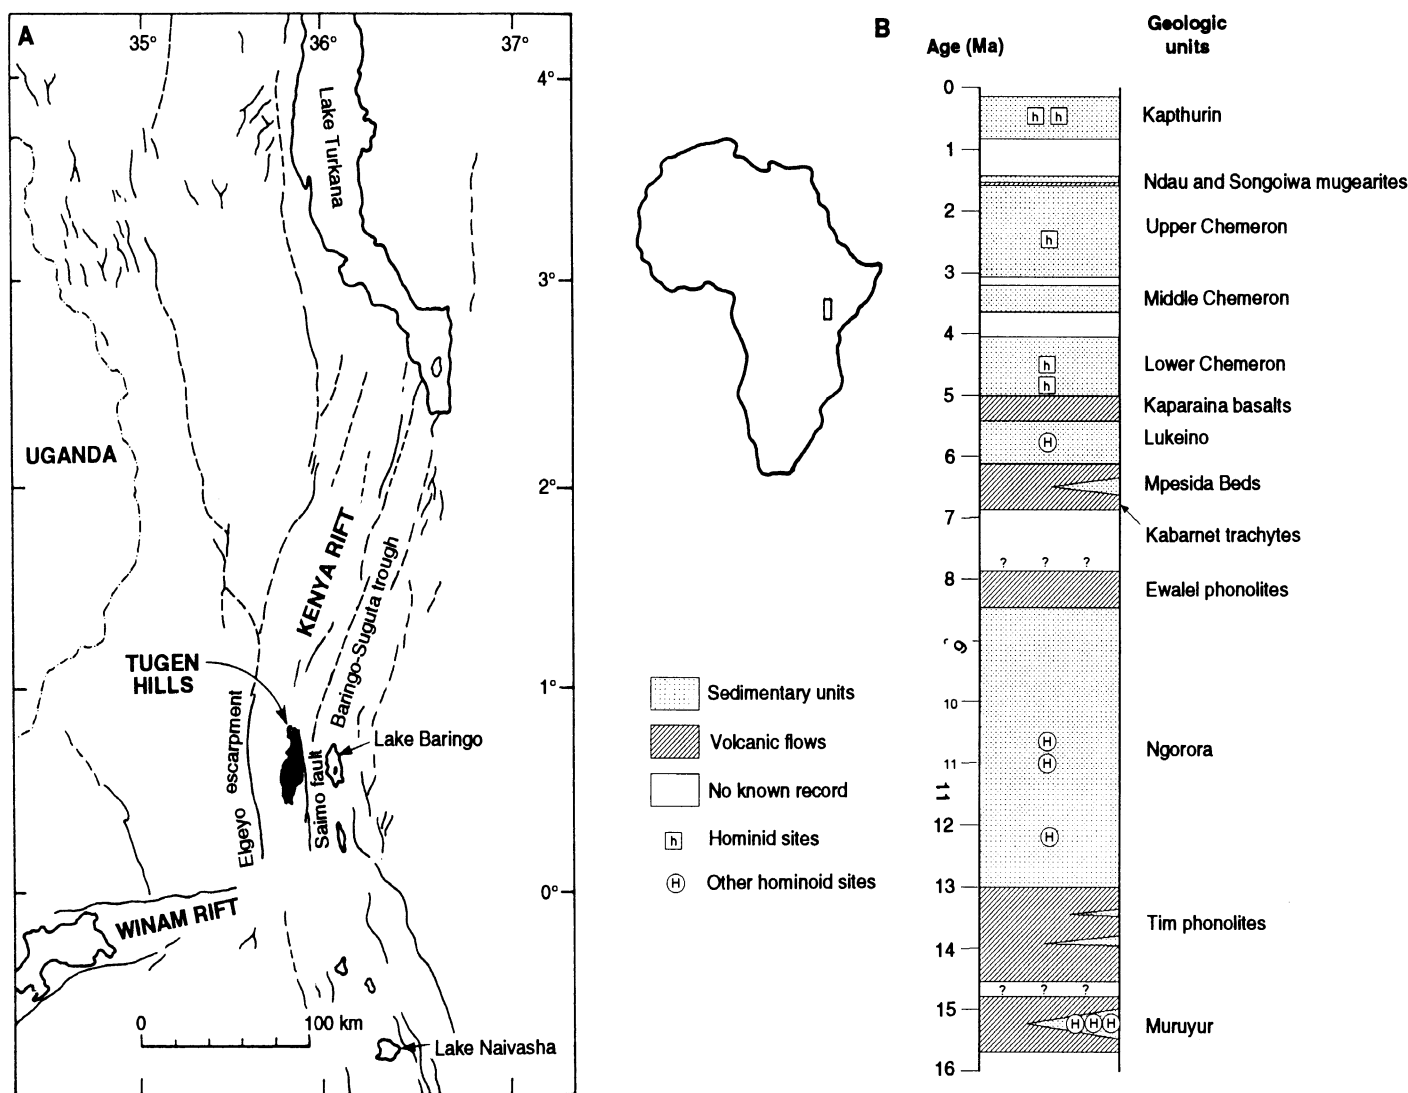 A
35°
36°
37°
4°
Lake Turkana
3°
UGANDA
2°
KENYA RIFT
Baringo-Suguta trough
TUGEN
HILLS
1°
Elgeyo escarpment
Saimo fault
Lake Baringo
0°
WINAM RIFT
0
100 km
Lake Naivasha
B
Age (Ma)
Geologic
units
0
h h
Kapthurin
1
Ndau and Songoiwa mugearites
2
Upper Chemeron
h
3
Middle Chemeron
4
h
Lower Chemeron
h
5
Kaparaina basalts
H
Lukeino
6
Mpesida Beds
7
Kabarnet trachytes
? ? ?
8
Ewalel phonolites
9
10
H
Ngorora
H
11
11
12
H
13
Tim phonolites
14
? ? ?
15
H H H
Muruyur
16
Sedimentary units
Volcanic flows
No known record
h Hominid sites
H Other hominoid sites